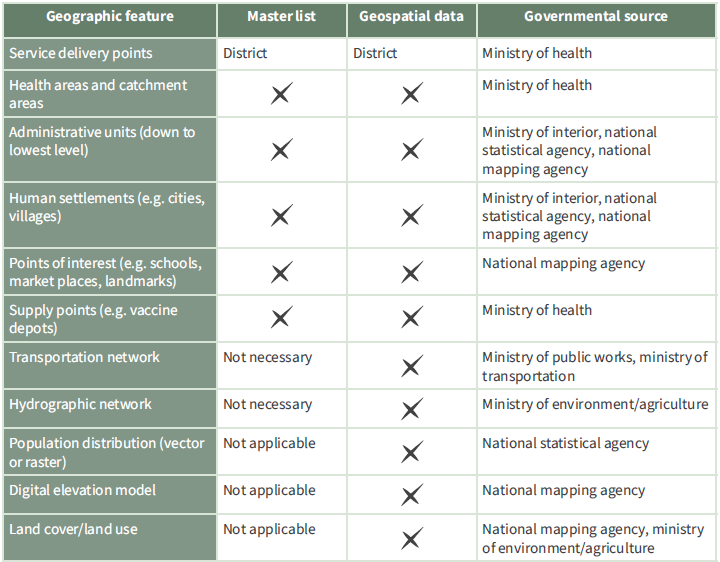 Geographic feature Master list Geospatial data Governmental source
Service delivery points District District Ministry of health
Health areas and catchment areas Ministry of health
Administrative units (down to lowest level) Ministry of interior, national statistical agency, national mapping agency
Human settlements (e.g. cities, villages) Ministry of interior, national statistical agency, national mapping agency
Points of interest (e.g. schools, market places, landmarks) National mapping agency
Supply points (e.g. vaccine depots) Ministry of health
Transportation network Not necessary Ministry of public works, ministry of transportation
Hydrographic network Not necessary Ministry of environment/agriculture
Population distribution (vector or raster) Not applicable National statistical agency
Digital elevation model Not applicable National mapping agency
Land cover/land use Not applicable National mapping agency, ministry of environment/agriculture